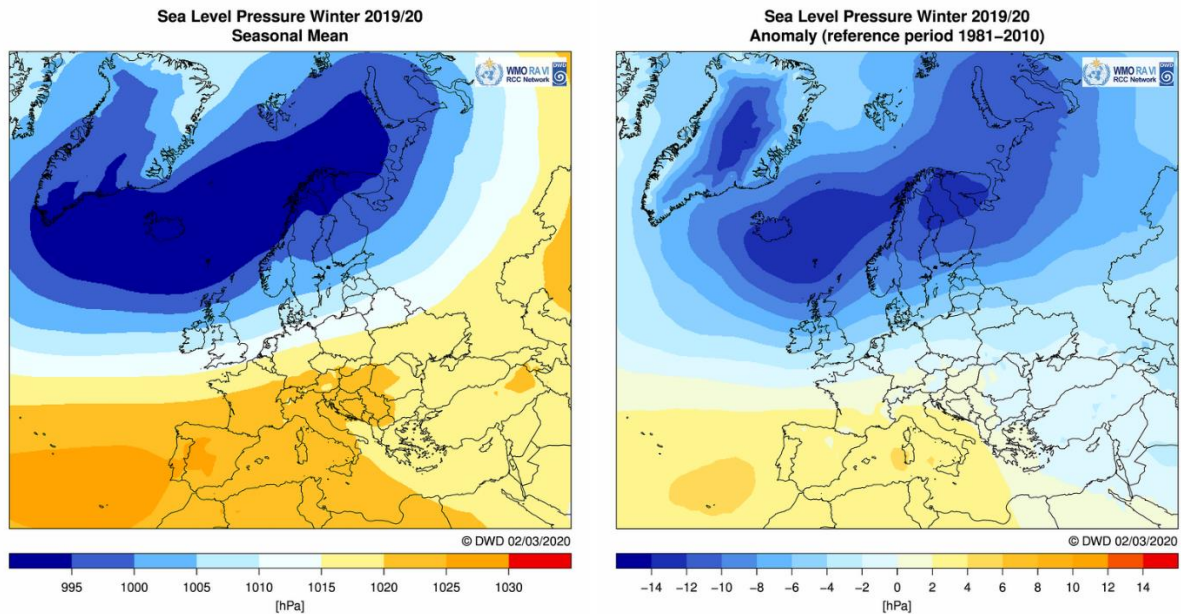 Sea Level Pressure Winter 2019/20
Seasonal Mean
WMO RA VI
RCC Network
DWD
© DWD 02/03/2020
995 1000 1005 1010 1015 1020 1025 1030
[hPa]
Sea Level Pressure Winter 2019/20
Anomaly (reference period 1981−2010)
WMO RA VI
RCC Network
DWD
© DWD 02/03/2020
−14 −12 −10 −8 −6 −4 −2 0 2 4 6 8 10 12 14
[hPa]